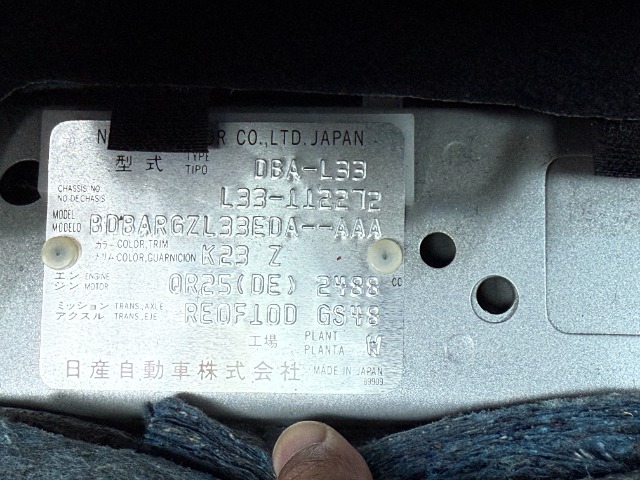 N OR CO.,LTD.JAPAN
型式 TYPE TIPO DBA-L33
CHASSIS NO. NO.DECHASIS L33-112272
MODEL MODELO BDBARGZL33EDA--AAA
カラー COLOR,TRIM トリム COLOR,GUARNICION K23 Z
エンジン ENGINE MOTOR QR25(DE) 2488 CC
ミッション TRANS.,AXLE アクスル TRANS.,EJE RE0F10D GS48
工場 PLANT PLANTA W
日産自動車株式会社 MADE IN JAPAN